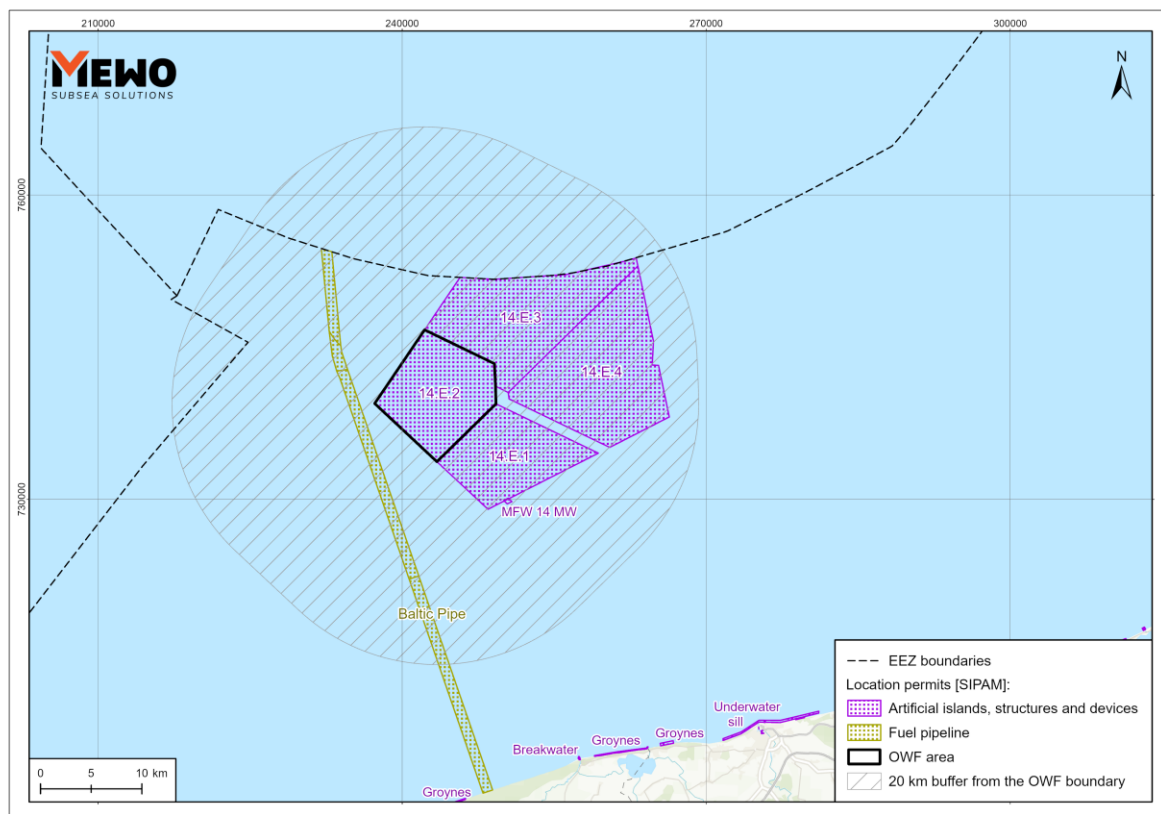 210000
240000
270000
300000
MEWO
SUBSEA SOLUTIONS
N
760000
730000
14.E.3
14.E.4
14.E.2
14.E.1
MFW 14 MW
Baltic Pipe
Underwater
sill
Groynes
Groynes
Breakwater
Groynes
0 5 10 km
EEZ boundaries
Location permits [SIPAM]:
Artificial islands, structures and devices
Fuel pipeline
OWF area
20 km buffer from the OWF boundary